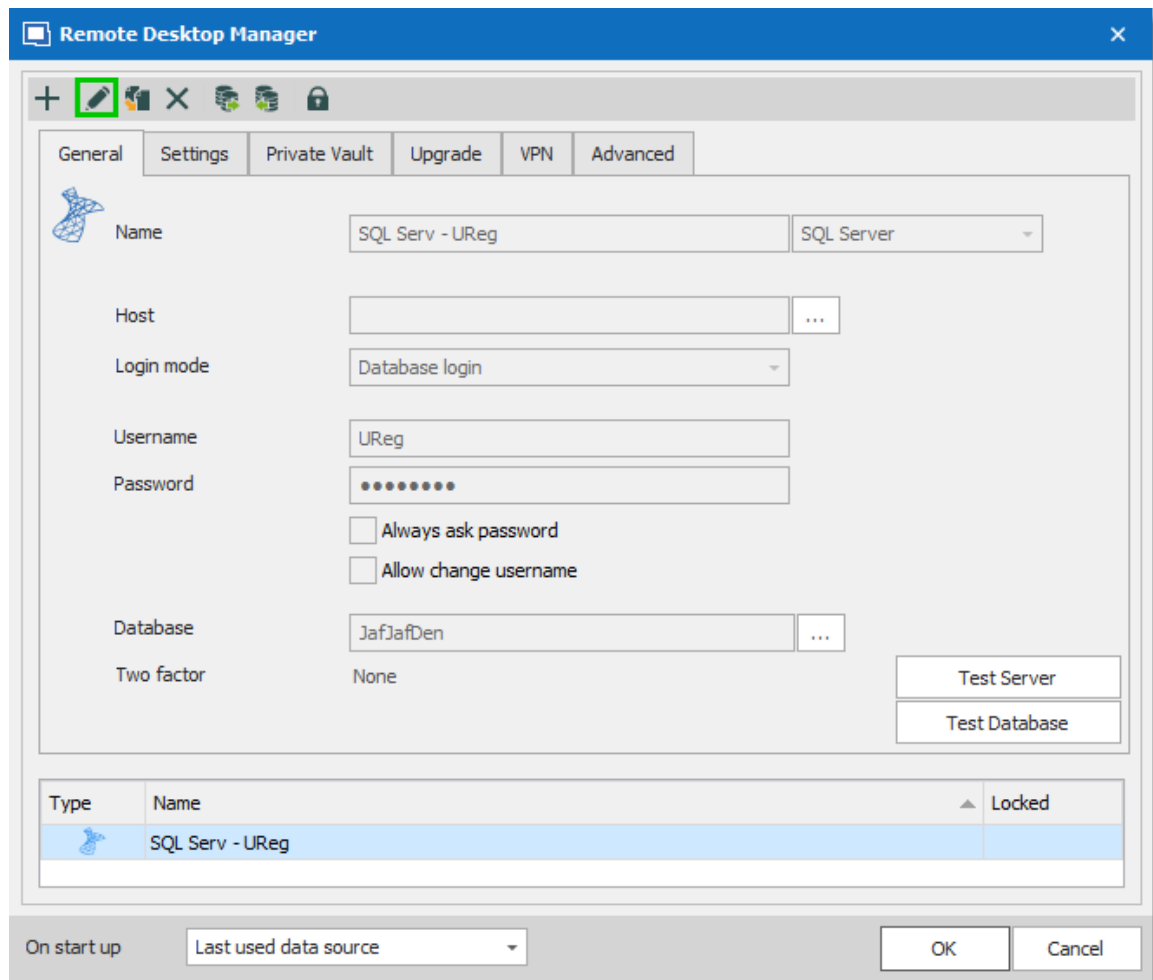 Remote Desktop Manager
General Settings Private Vault Upgrade VPN Advanced
Name SQL Serv - UReg SQL Server
Host ...
Login mode Database login
Username UReg
Password ●●●●●●●●
Always ask password
Allow change username
Database JafJafDen ...
Two factor None Test Server
Test Database
Type Name Locked
SQL Serv - UReg
On start up Last used data source OK Cancel